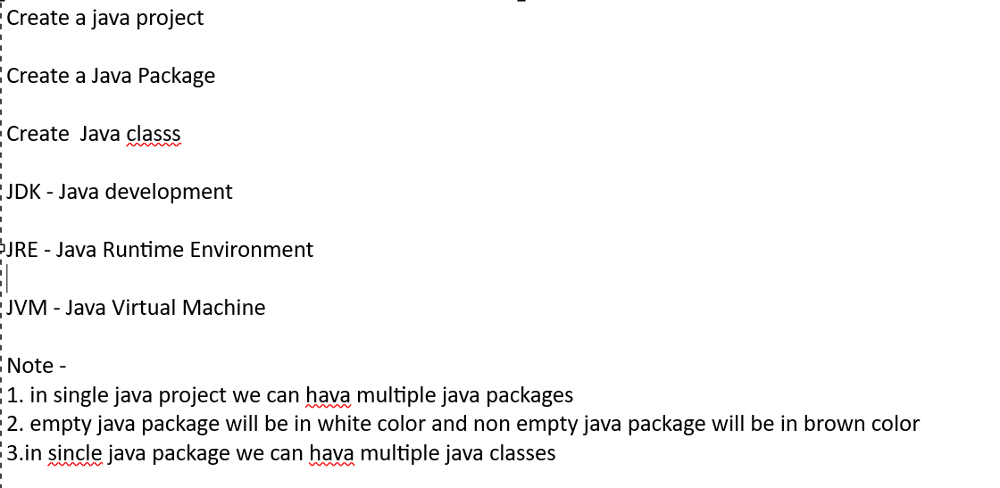 Create a java project
Create a Java Package
Create  Java classs
JDK - Java development
JRE - Java Runtime Environment
JVM - Java Virtual Machine
Note -
1. in single java project we can hava multiple java packages
2. empty java package will be in white color and non empty java package will be in brown color
3.in sincle java package we can hava multiple java classes